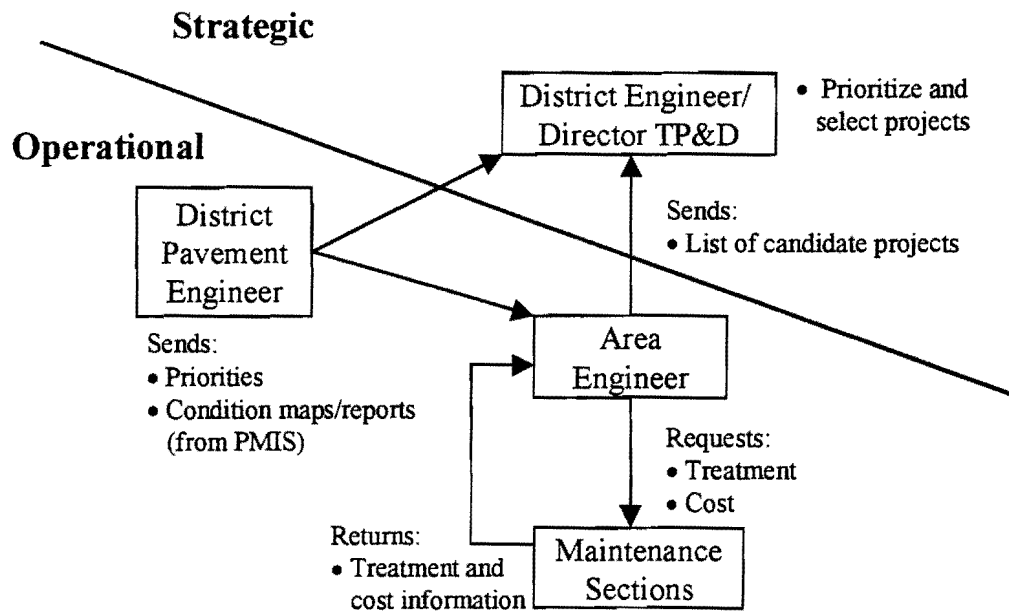 Strategic
District Engineer/
Director TP&D
• Prioritize and
select projects
Operational
District
Pavement
Engineer
Sends:
• List of candidate projects
Sends:
• Priorities
• Condition maps/reports
(from PMIS)
Area
Engineer
Requests:
• Treatment
• Cost
Returns:
• Treatment and
cost information
Maintenance
Sections